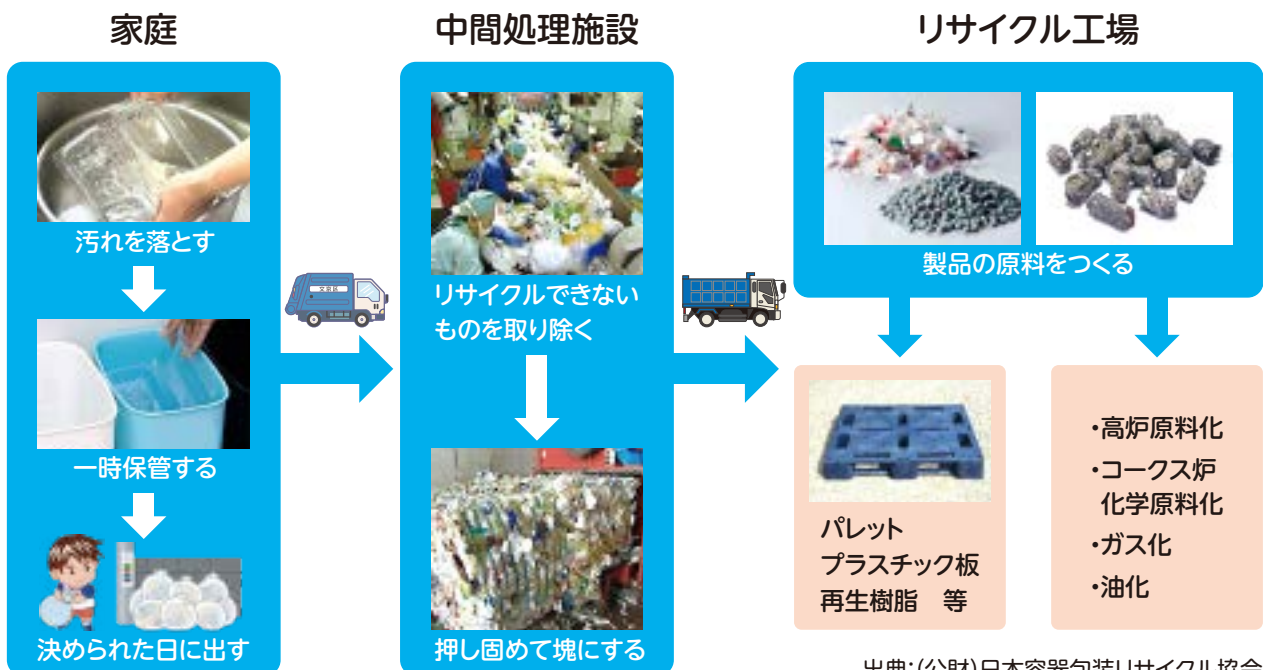 家庭
汚れを落とす
一時保管する
決められた日に出す
文京区
中間処理施設
リサイクルできない
ものを取り除く
押し固めて塊にする
リサイクル工場
製品の原料をつくる
パレット
プラスチック板
再生樹脂　等
・高炉原料化
・コークス炉
化学原料化
・ガス化
・油化
出典：(公財)日本容器包装リサイクル協会